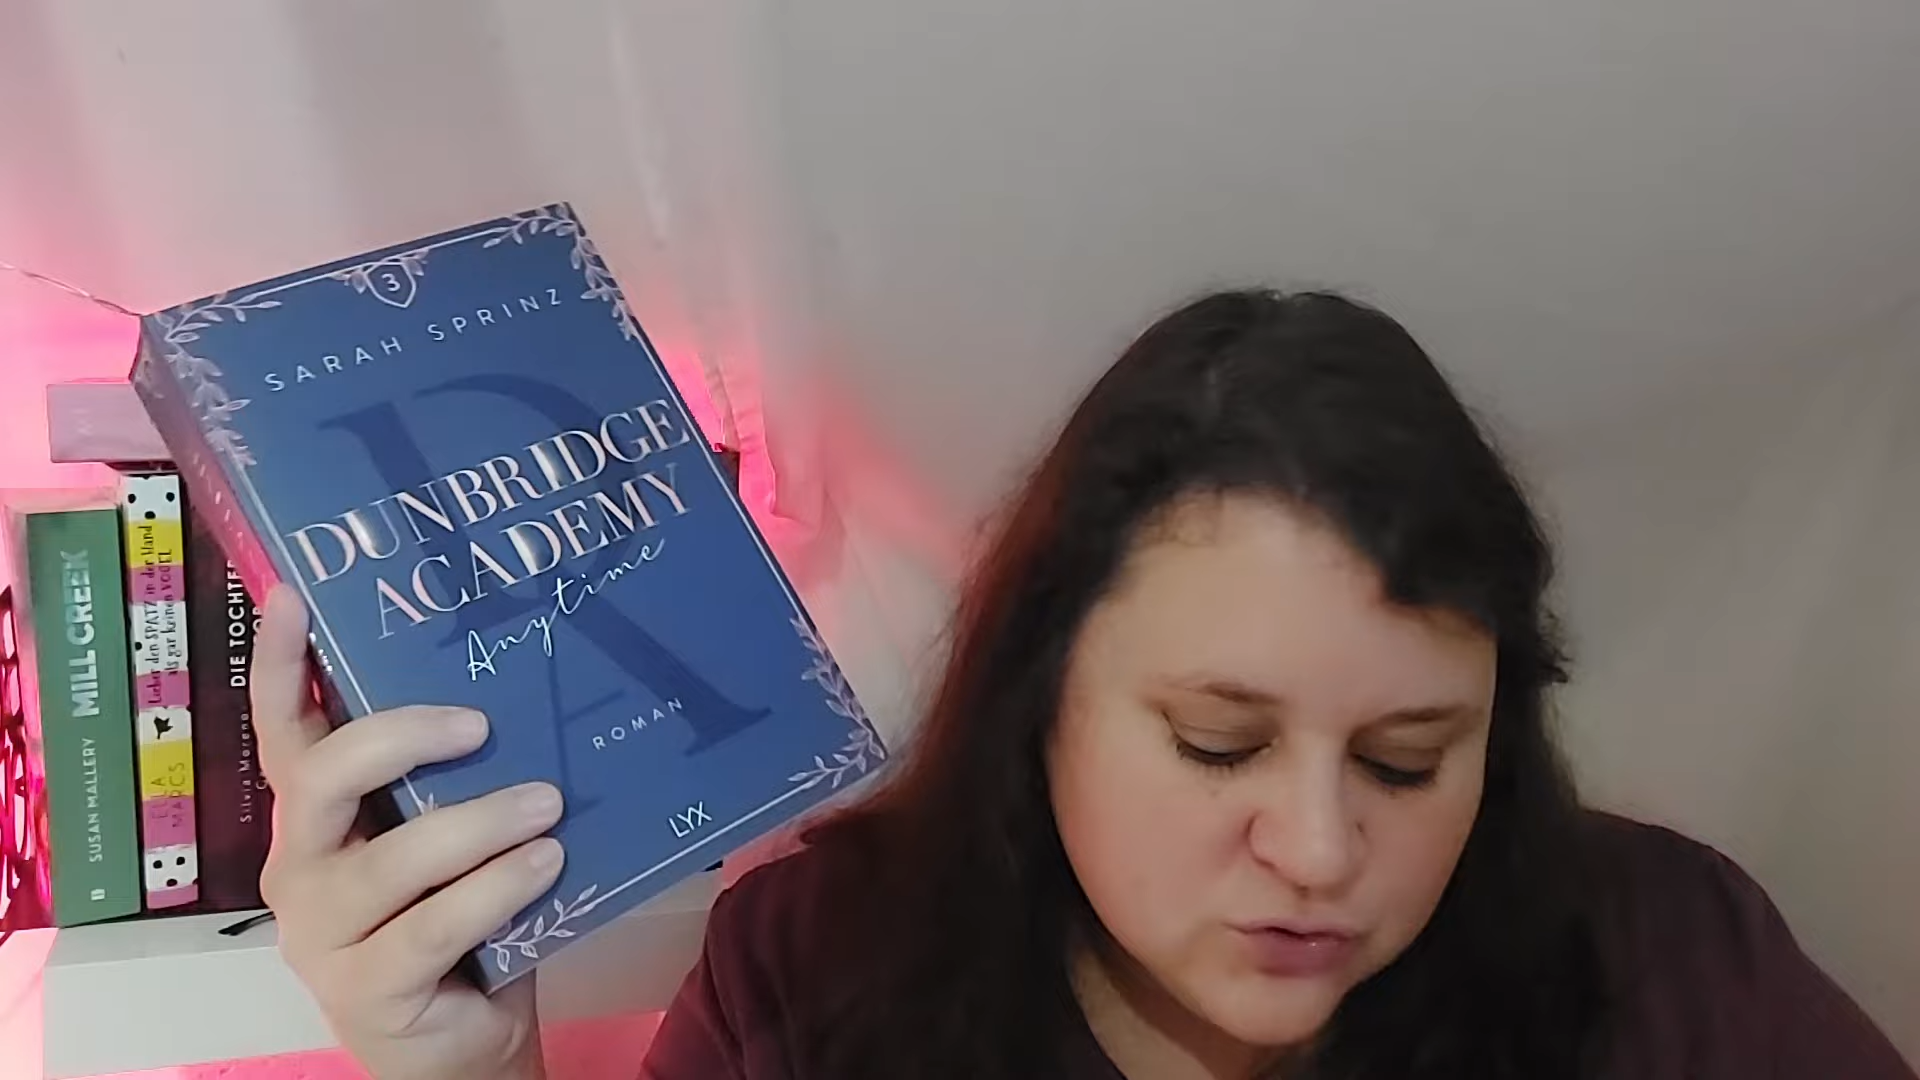 3
SARAH SPRINZ
DUNBRIDGE
ACADEMY
Anytime
ROMAN
LYX
MILL CREEK
SUSAN MALLERY
Lieber den SPATZ in der Hand
als gar keinen VOGEL
ELLA
MARCS
DIE TOCHTER
Silvia Moreno